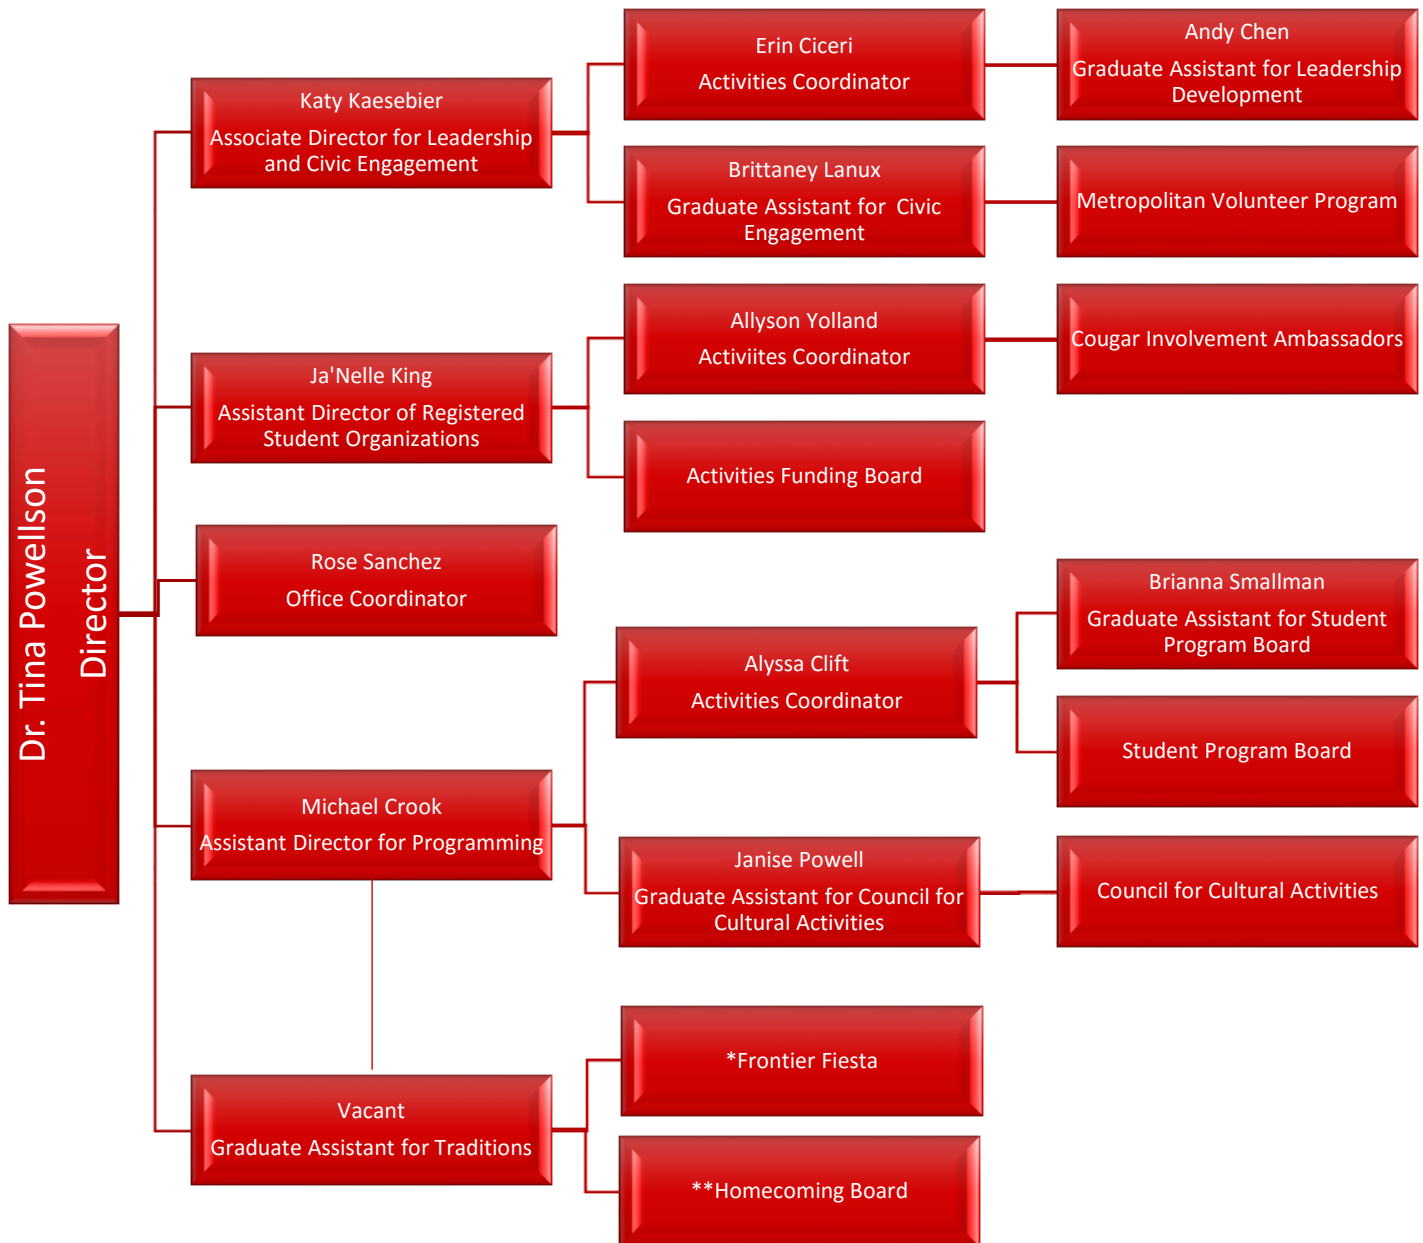 Dr. Tina Powellson
Director
Katy Kaesebier
Associate Director for Leadership
and Civic Engagement
Erin Ciceri
Activities Coordinator
Andy Chen
Graduate Assistant for Leadership
Development
Brittaney Lanux
Graduate Assistant for  Civic
Engagement
Metropolitan Volunteer Program
Ja'Nelle King
Assistant Director of Registered
Student Organizations
Allyson Yolland
Activiites Coordinator
Cougar Involvement Ambassadors
Activities Funding Board
Rose Sanchez
Office Coordinator
Michael Crook
Assistant Director for Programming
Alyssa Clift
Activities Coordinator
Brianna Smallman
Graduate Assistant for Student
Program Board
Student Program Board
Janise Powell
Graduate Assistant for Council for
Cultural Activities
Council for Cultural Activities
Vacant
Graduate Assistant for Traditions
*Frontier Fiesta
**Homecoming Board